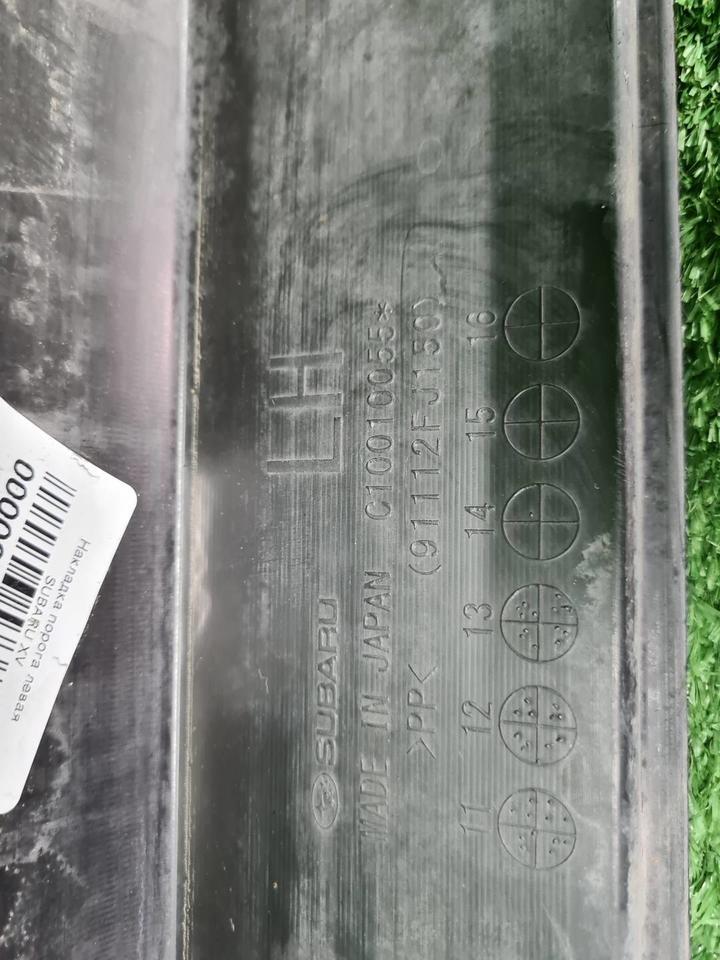 LH
SUBARU
MADE IN JAPAN C10010055*
>PP< (91112FJ150)
11 12 13 14 15 16
Накладка порога левая
SUBARU XV